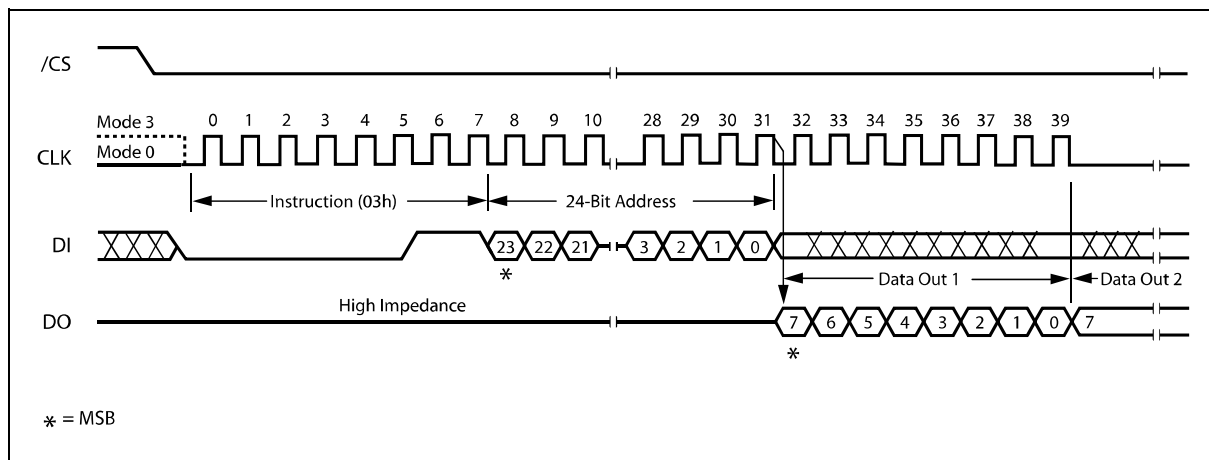 /CS
Mode 3
Mode 0
CLK
0 1 2 3 4 5 6 7 8 9 10 28 29 30 31 32 33 34 35 36 37 38 39
Instruction (03h)
24-Bit Address
DI
23 22 21 3 2 1 0
*
Data Out 1
Data Out 2
High Impedance
DO
7 6 5 4 3 2 1 0 7
*
* = MSB